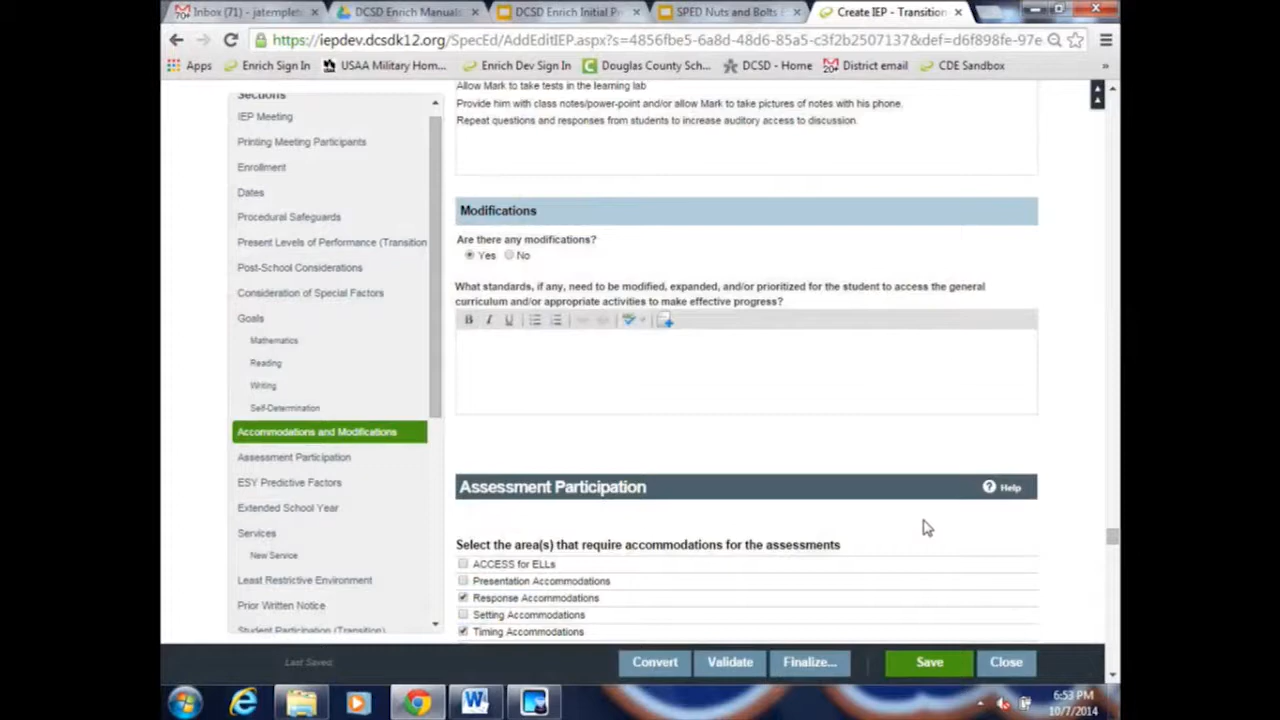 Inbox (71) - jatemplet
DCSD Enrich Manuals
DCSD Enrich Initial P
SPED Nuts and Bolts
Create IEP - Transition
https://iepdev.dcsdk12.org/SpecEd/AddEditIEP.aspx?s=4856fbe5-6a8d-48d6-85a5-c3f2b2507137&def=d6f898fe-97e
Apps
Enrich Sign In
USAA Military Hom...
Enrich Dev Sign In
Douglas County Sch...
DCSD - Home
District email
CDE Sandbox
»
Sections
IEP Meeting
Printing Meeting Participants
Enrollment
Dates
Procedural Safeguards
Present Levels of Performance (Transition
Post-School Considerations
Consideration of Special Factors
Goals
Mathematics
Reading
Writing
Self-Determination
Accommodations and Modifications
Assessment Participation
ESY Predictive Factors
Extended School Year
Services
New Service
Least Restrictive Environment
Prior Written Notice
Student Participation (Transition)
Allow Mark to take tests in the learning lab
Provide him with class notes/power-point and/or allow Mark to take pictures of notes with his phone.
Repeat questions and responses from students to increase auditory access to discussion.
Modifications
Are there any modifications?
Yes No
What standards, if any, need to be modified, expanded, and/or prioritized for the student to access the general
curriculum and/or appropriate activities to make effective progress?
B I U
Assessment Participation
? Help
Select the area(s) that require accommodations for the assessments
ACCESS for ELLs
Presentation Accommodations
Response Accommodations
Setting Accommodations
Timing Accommodations
Last Saved:
Convert
Validate
Finalize...
Save
Close
6:53 PM
10/7/2014